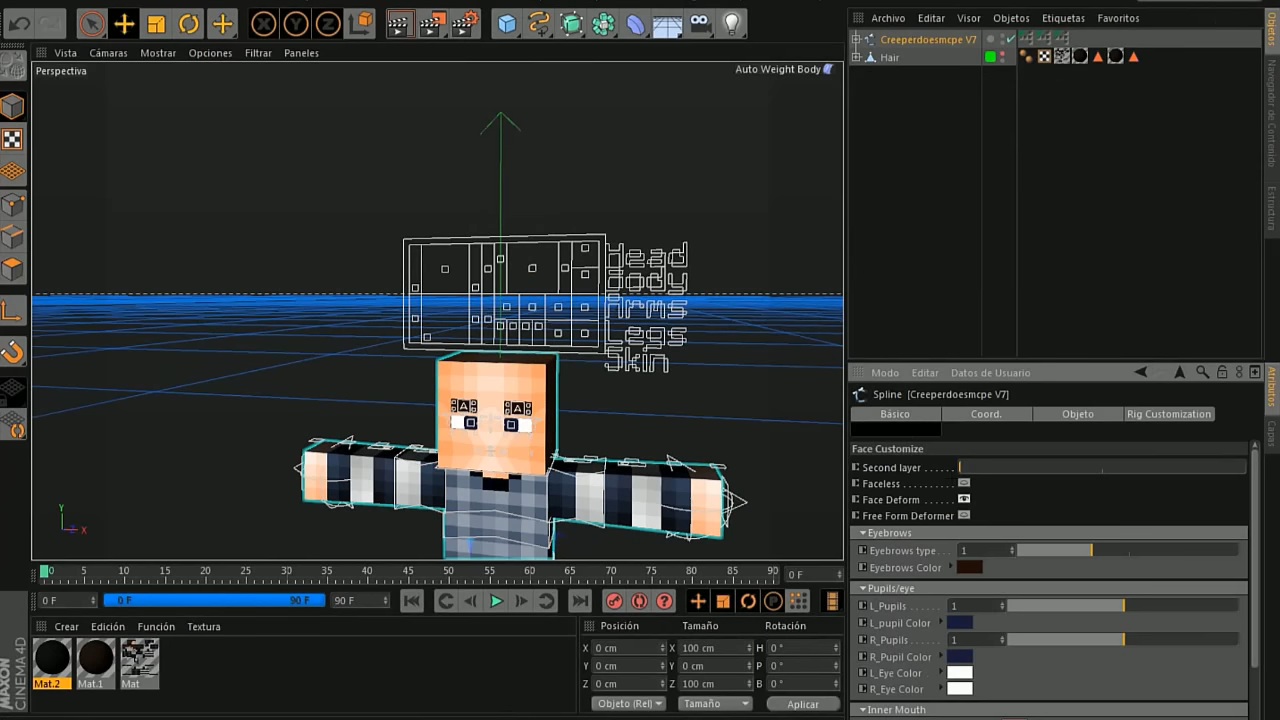 Archivo Editar Visor Objetos Etiquetas Favoritos
Creeperdoesmcpe V7
Hair
Objetos
Navegador de Contenido
Estructura
Vista Cámaras Mostrar Opciones Filtrar Paneles
Perspectiva
Auto Weight Body
Head
Body
Arms
Legs
Skin
A A
Y
Z X
0 5 10 15 20 25 30 35 40 45 50 55 60 65 70 75 80 85 90 0 F
0 F 0 F 90 F 90 F
Crear Edición Función Textura
Mat.2 Mat.1 Mat
Posición Tamaño Rotación
X 0 cm X 100 cm H 0 °
Y 0 cm Y 0 cm P 0 °
Z 0 cm Z 100 cm B 0 °
Objeto (Rel) Tamaño Aplicar
MAXON
CINEMA 4D
Modo Editar Datos de Usuario
Atributos
Capas
Spline [Creeperdoesmcpe V7]
Básico Coord. Objeto Rig Customization
Face Customize
Second layer
Faceless
Face Deform
Free Form Deformer
Eyebrows
Eyebrows type 1
Eyebrows Color
Pupils/eye
L_Pupils 1
L_pupil Color
R_Pupils 1
R_Pupil Color
L_Eye Color
R_Eye Color
Inner Mouth